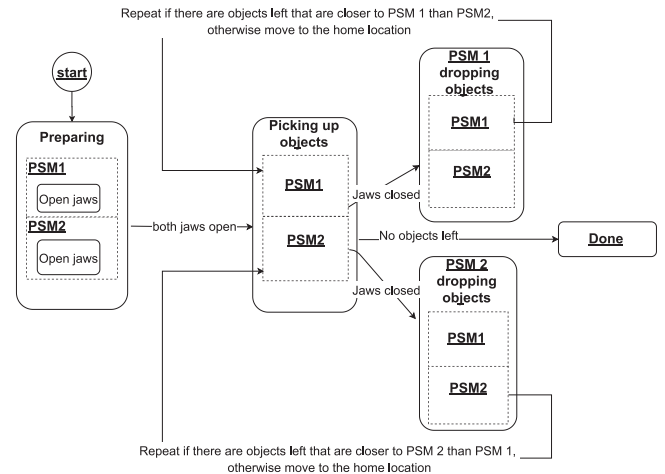 Repeat if there are objects left that are closer to PSM 1 than PSM2,
otherwise move to the home location
start
Preparing
PSM1
Open jaws
PSM2
Open jaws
both jaws open
Picking up
objects
PSM1
PSM2
Jaws closed
PSM 1
dropping
objects
PSM1
PSM2
No objects left
Done
Jaws closed
PSM 2
dropping
objects
PSM1
PSM2
Repeat if there are objects left that are closer to PSM 2 than PSM 1,
otherwise move to the home location